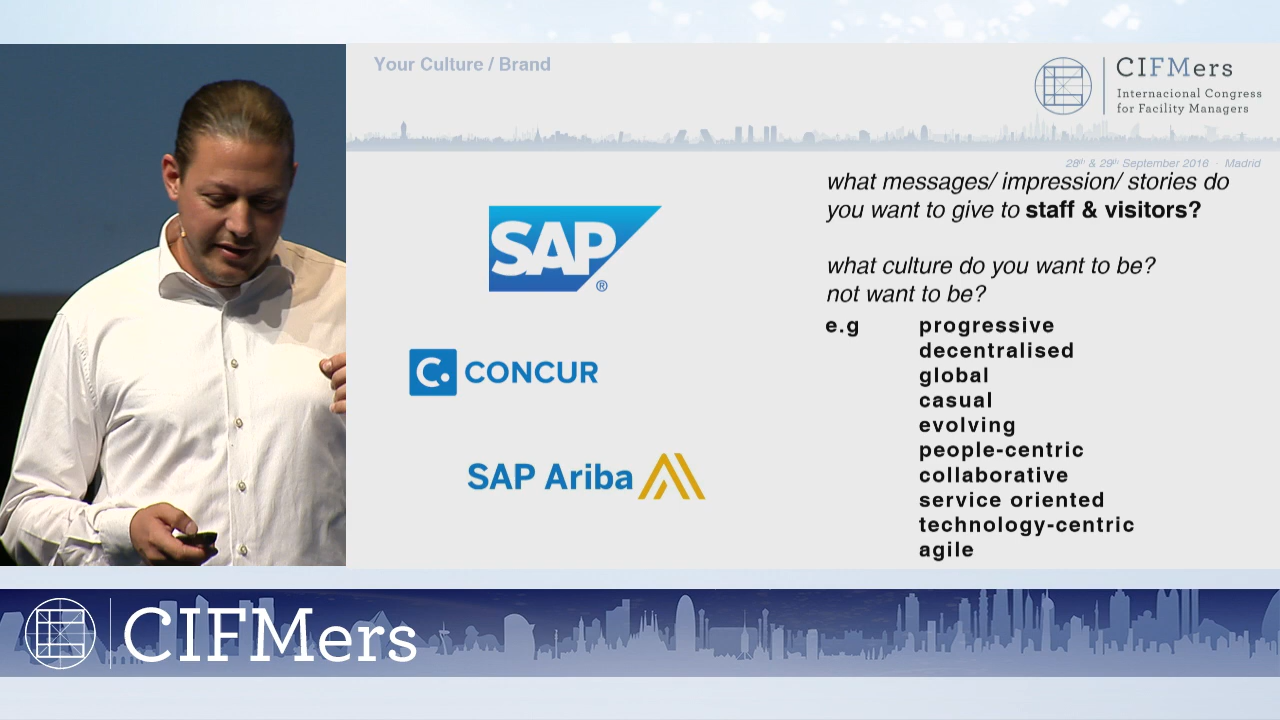 Your Culture / Brand
CIFMers
Internacional Congress
for Facility Managers
28th & 29th September 2016 · Madrid
what messages/ impression/ stories do
you want to give to staff & visitors?
SAP
®
what culture do you want to be?
not want to be?
e.g progressive
decentralised
global
C. CONCUR
casual
evolving
people-centric
collaborative
SAP Ariba
service oriented
technology-centric
agile
CIFMers